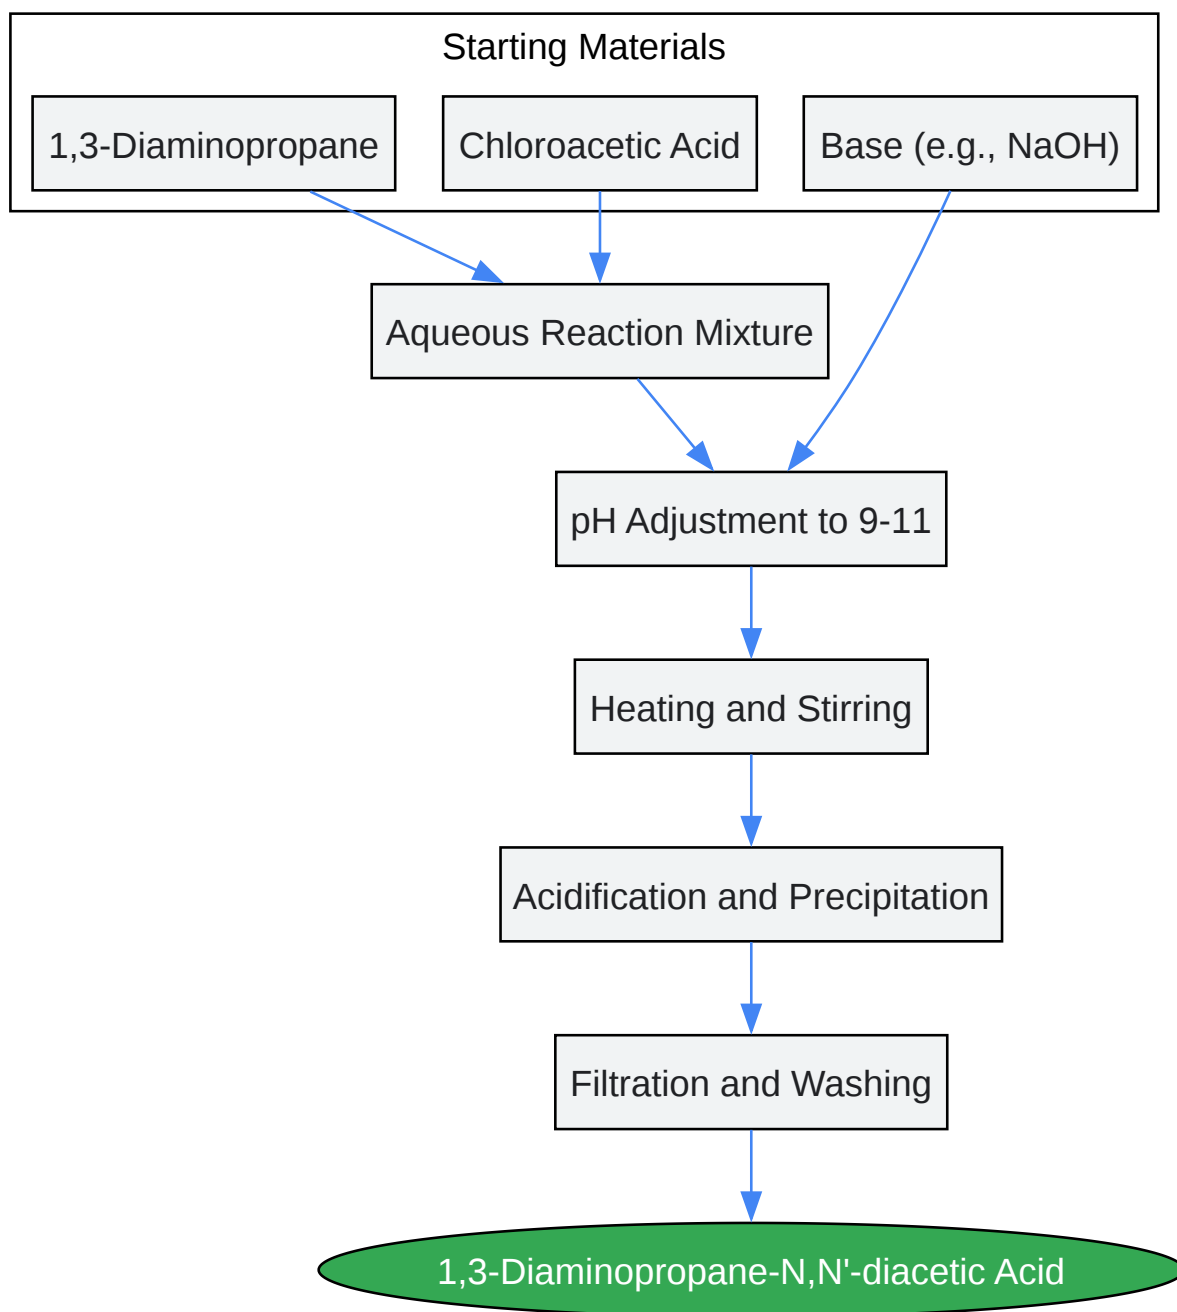 Starting Materials
1,3-Diaminopropane
Chloroacetic Acid
Base (e.g., NaOH)
Aqueous Reaction Mixture
pH Adjustment to 9-11
Heating and Stirring
Acidification and Precipitation
Filtration and Washing
1,3-Diaminopropane-N,N'-diacetic Acid